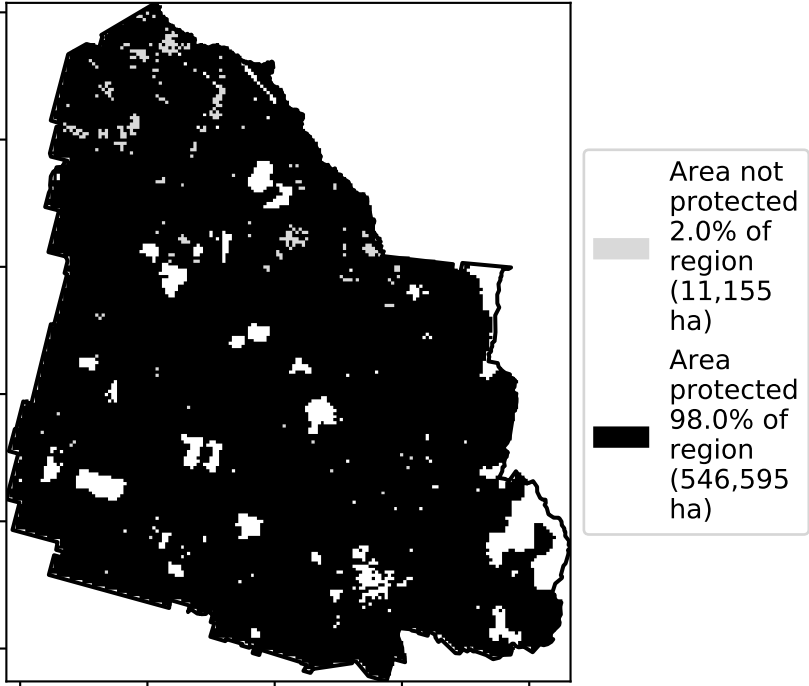 Area not
protected
2.0% of
region
(11,155
ha)
Area
protected
98.0% of
region
(546,595
ha)